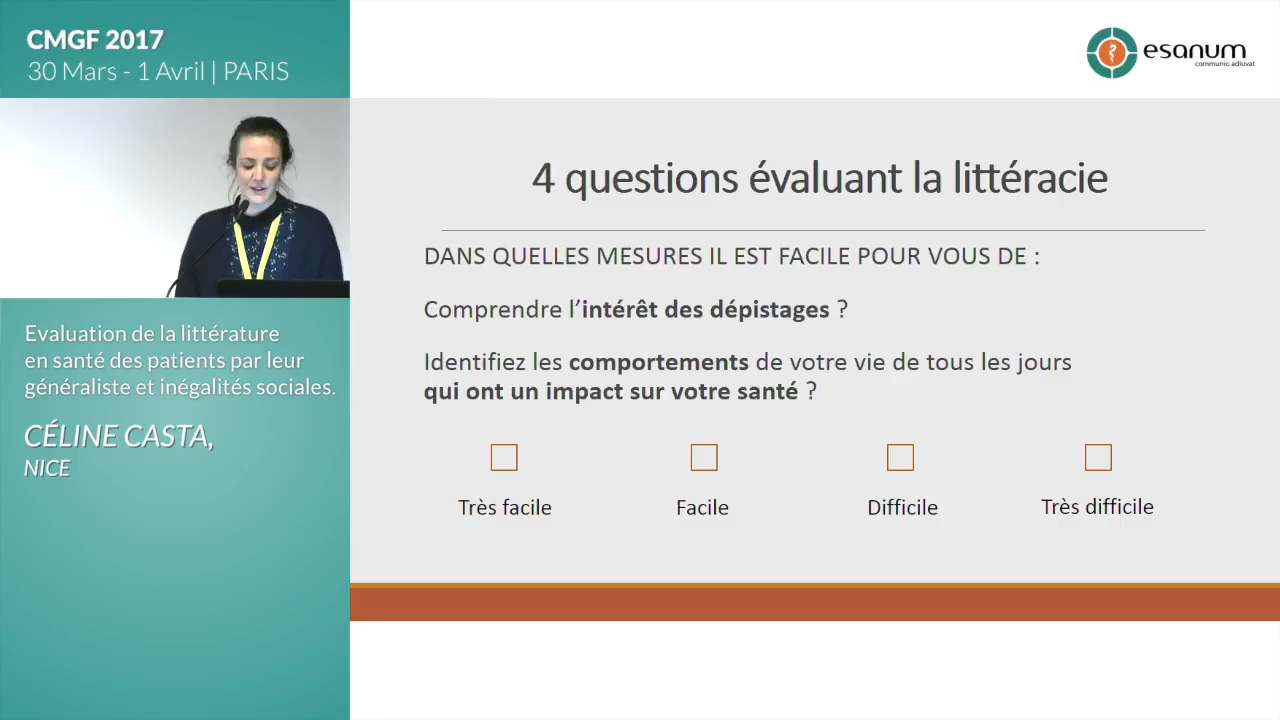 CMGF 2017
30 Mars - 1 Avril | PARIS
esanum
communio adiuvat
4 questions évaluant la littéracie
DANS QUELLES MESURES IL EST FACILE POUR VOUS DE :
Comprendre l'intérêt des dépistages ?
Identifiez les comportements de votre vie de tous les jours
qui ont un impact sur votre santé ?
Très facile
Facile
Difficile
Très difficile
Evaluation de la littérature
en santé des patients par leur
généraliste et inégalités sociales.
CÉLINE CASTA,
NICE